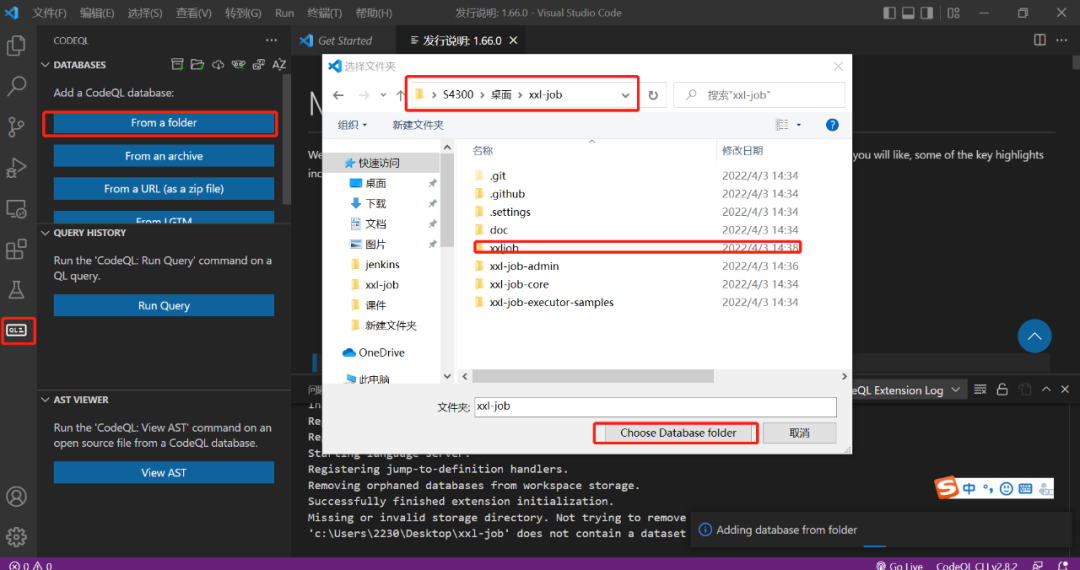 文件(F) 编辑(E) 选择(S) 查看(V) 转到(G) Run 终端(T) 帮助(H) 发行说明: 1.66.0 - Visual Studio Code
CODEQL
DATABASES
Add a CodeQL database:
From a folder
From an archive
From a URL (as a zip file)
From LGTM
QUERY HISTORY
Run the 'CodeQL: Run Query' command on a
QL query.
Run Query
AST VIEWER
Run the 'CodeQL: View AST' command on an
open source file from a CodeQL database.
View AST
QL
Get Started 发行说明: 1.66.0
you will like, some of the key highlights
选择文件夹
S4300 桌面 xxl-job
搜索"xxl-job"
组织 新建文件夹
快速访问
桌面
下载
文档
图片
jenkins
xxl-job
课件
新建文件夹
OneDrive
此电脑
名称 修改日期
.git 2022/4/3 14:34
.github 2022/4/3 14:34
.settings 2022/4/3 14:34
doc 2022/4/3 14:34
xxljob 2022/4/3 14:38
xxl-job-admin 2022/4/3 14:36
xxl-job-core 2022/4/3 14:34
xxl-job-executor-samples 2022/4/3 14:34
文件夹: xxl-job
Choose Database folder 取消
eQL Extension Log
Starting language server.
Registering jump-to-definition handlers.
Removing orphaned databases from workspace storage.
Successfully finished extension initialization.
Missing or invalid storage directory. Not trying to remove
'c:\Users\2230\Desktop\xxl-job' does not contain a dataset
中
Adding database from folder
0 0 Go Live CodeQL CLI v2.8.2